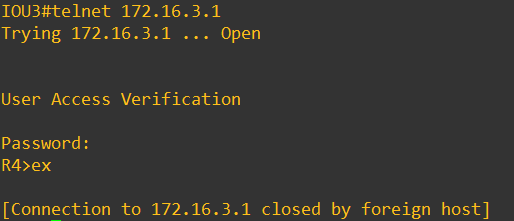 IOU3#telnet 172.16.3.1
Trying 172.16.3.1 ... Open
User Access Verification
Password:
R4>ex
[Connection to 172.16.3.1 closed by foreign host]